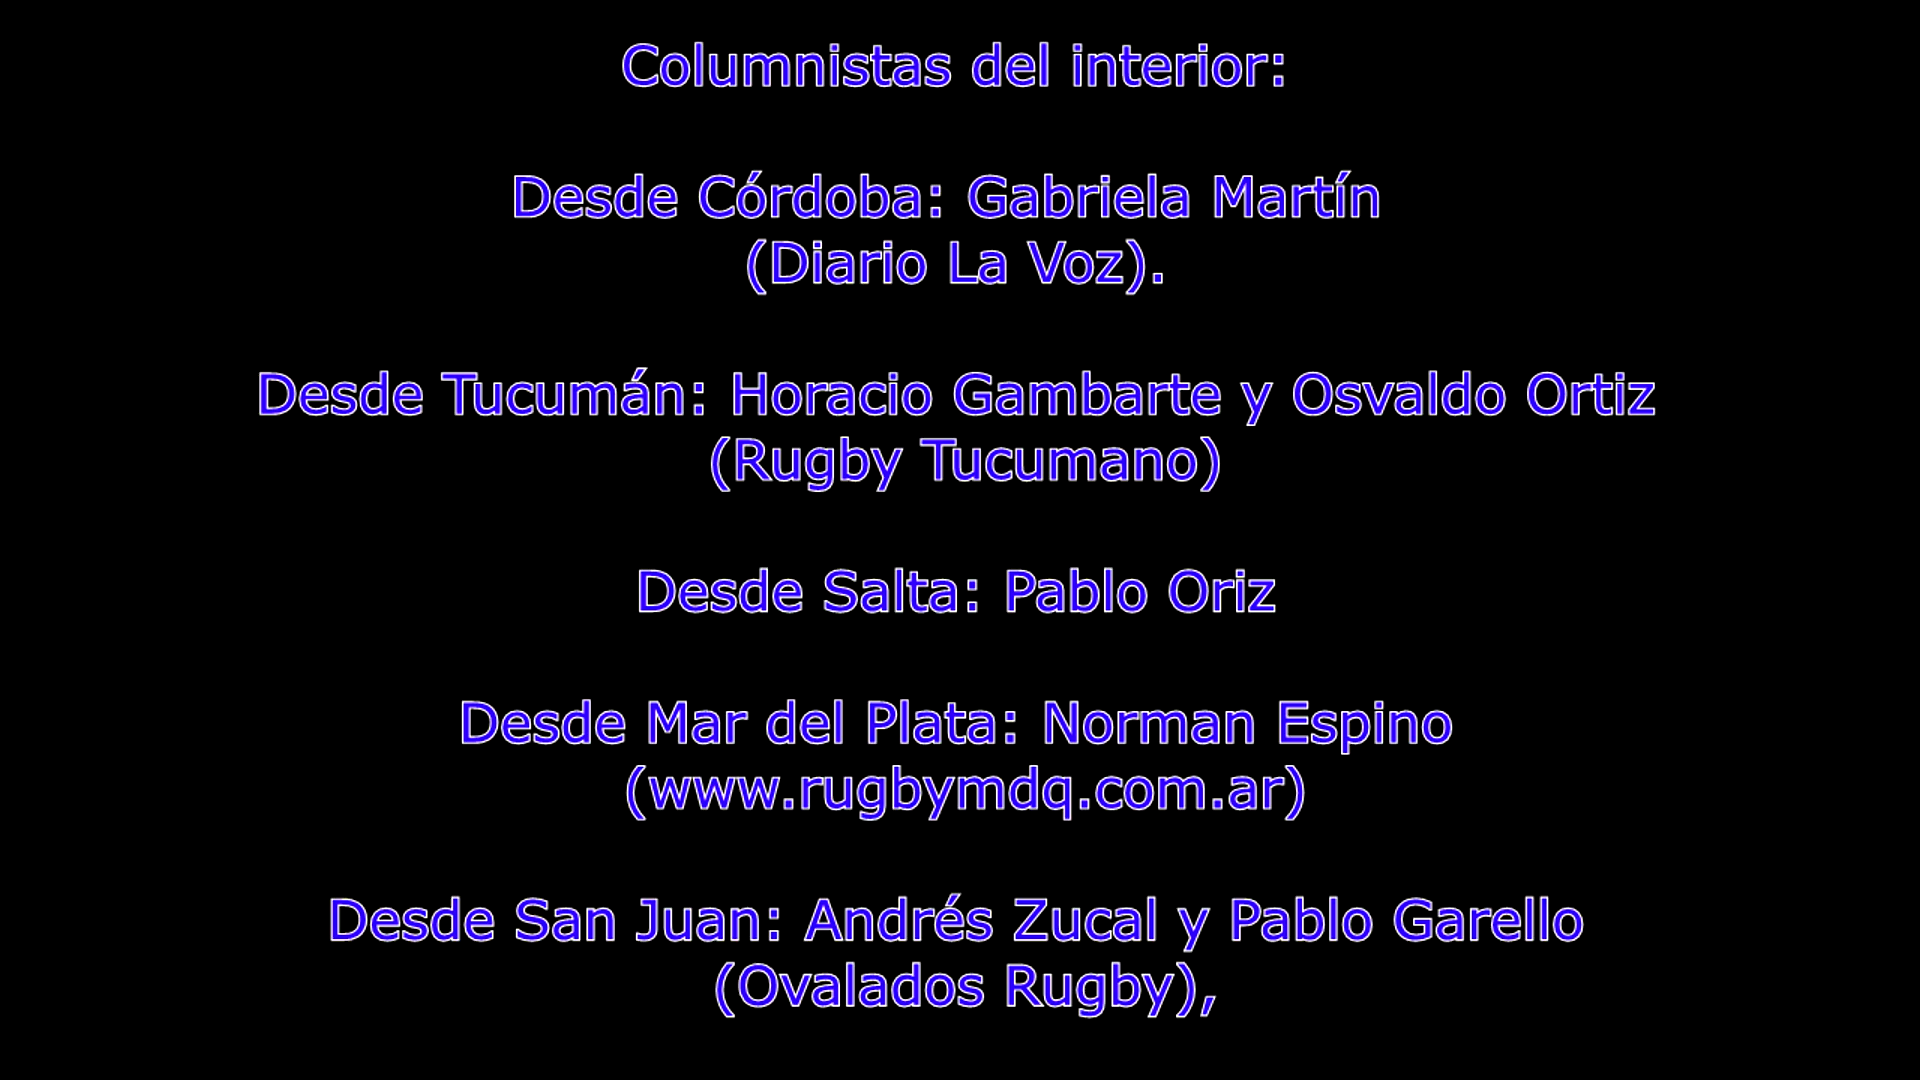 Columnistas del interior:
Desde Córdoba: Gabriela Martín
(Diario La Voz).
Desde Tucumán: Horacio Gambarte y Osvaldo Ortiz
(Rugby Tucumano)
Desde Salta: Pablo Oriz
Desde Mar del Plata: Norman Espino
(www.rugbymdq.com.ar)
Desde San Juan: Andrés Zucal y Pablo Garello
(Ovalados Rugby),